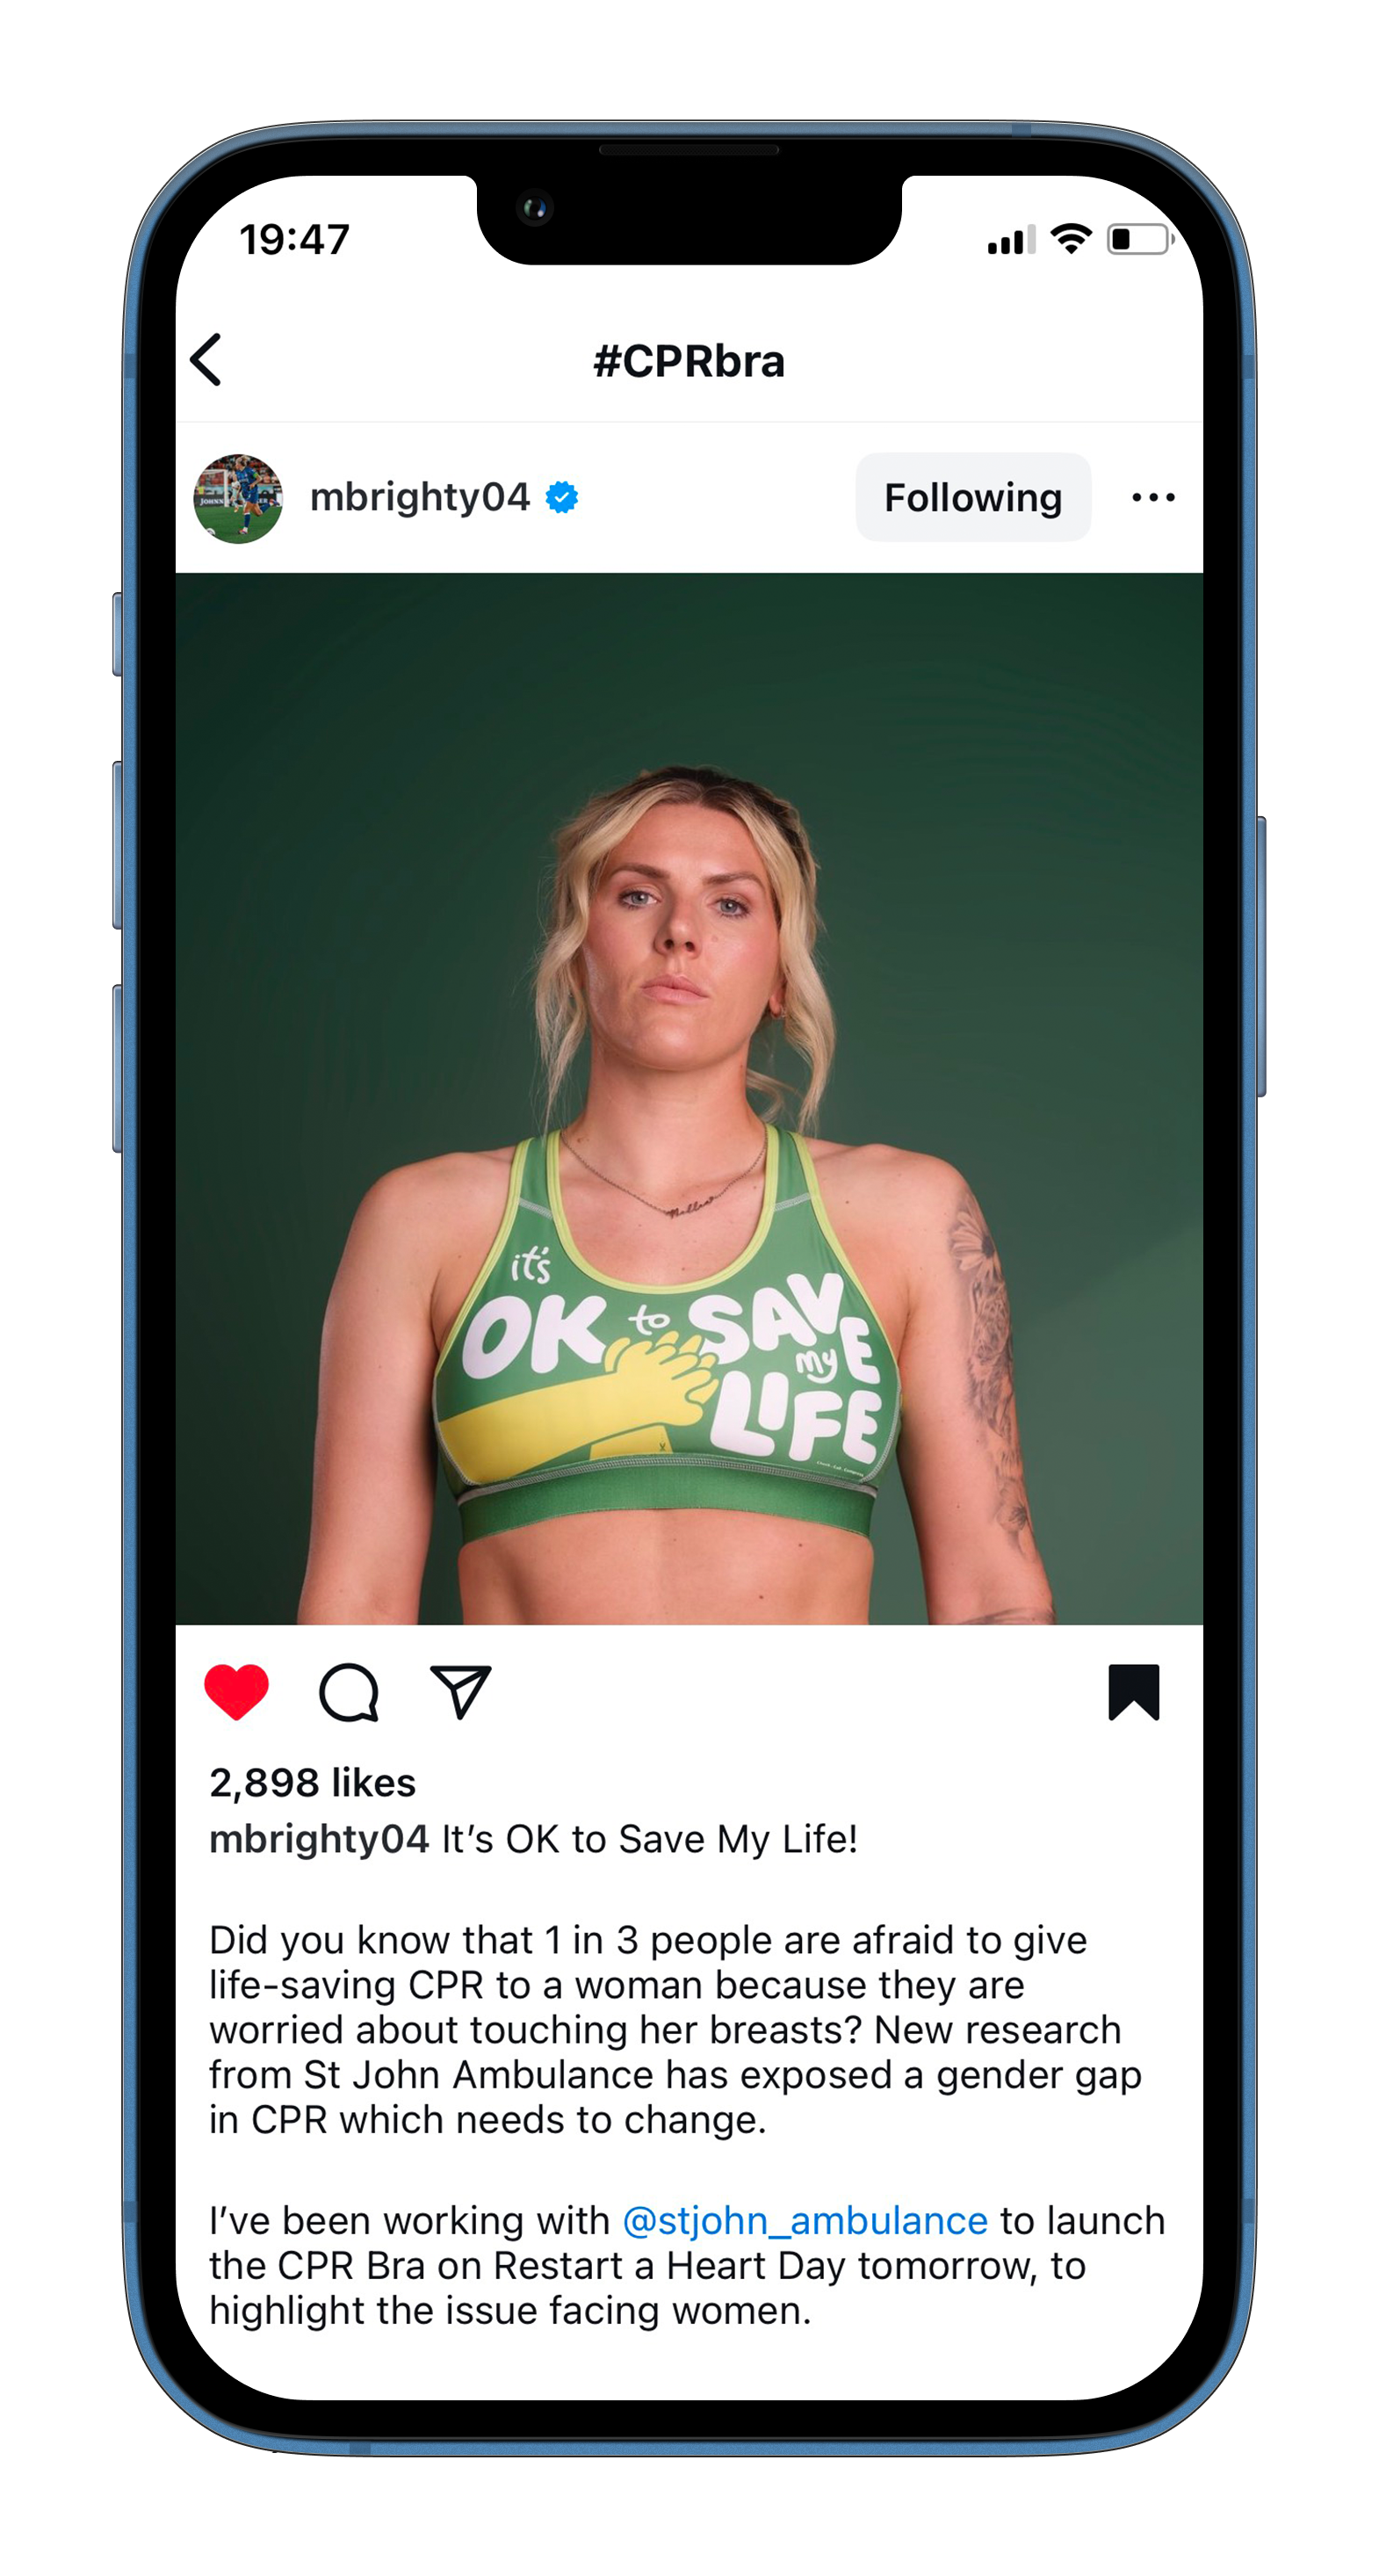 19:47
#CPRbra
mbrighty04
Following
it's
OK to SAVE
my
LIFE
2,898 likes
mbrighty04 It's OK to Save My Life!
Did you know that 1 in 3 people are afraid to give
life-saving CPR to a woman because they are
worried about touching her breasts? New research
from St John Ambulance has exposed a gender gap
in CPR which needs to change.
I've been working with @stjohn_ambulance to launch
the CPR Bra on Restart a Heart Day tomorrow, to
highlight the issue facing women.